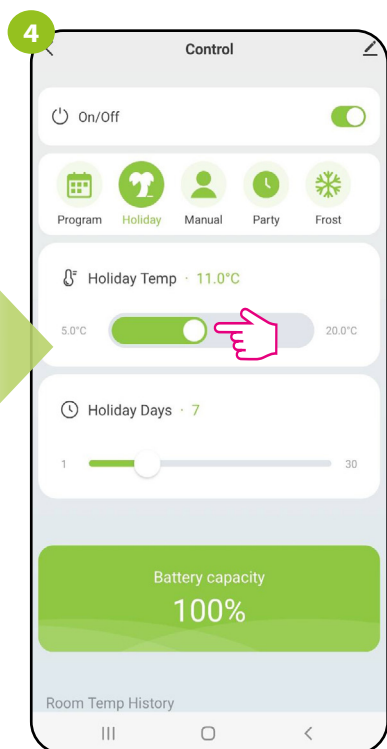 4
Control
On/Off
Program Holiday Manual Party Frost
Holiday Temp · 11.0°C
5.0°C 20.0°C
Holiday Days · 7
1 30
Battery capacity
100%
Room Temp History